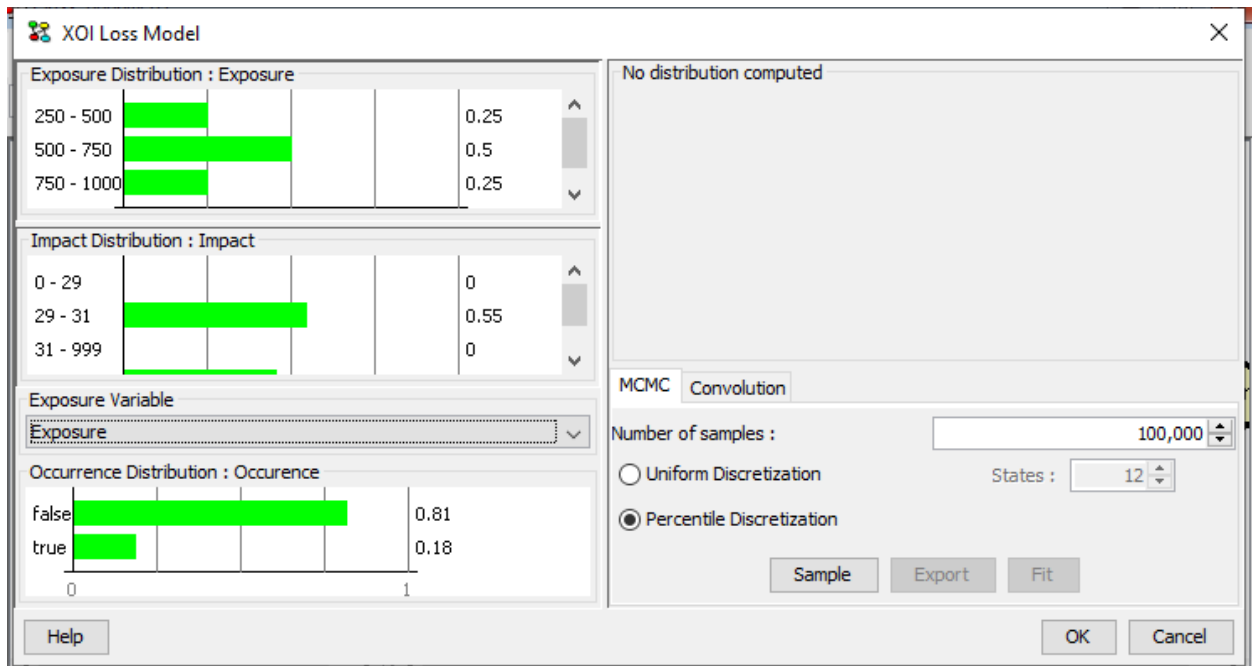 XOI Loss Model
Exposure Distribution : Exposure
250 - 500 0.25
500 - 750 0.5
750 - 1000 0.25
Impact Distribution : Impact
0 - 29 0
29 - 31 0.55
31 - 999 0
Exposure Variable
Exposure
Occurrence Distribution : Occurence
false 0.81
true 0.18
0 1
No distribution computed
MCMC Convolution
Number of samples : 100,000
Uniform Discretization States : 12
Percentile Discretization
Sample Export Fit
Help OK Cancel